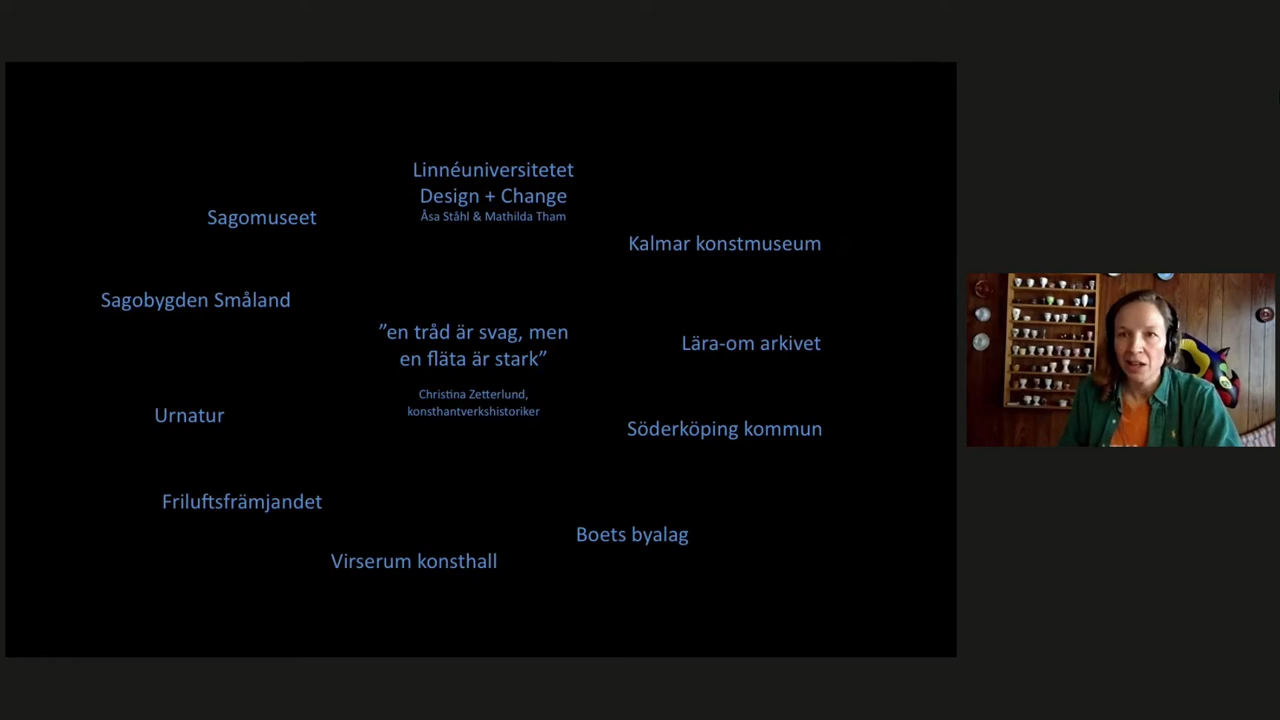 Linnéuniversitetet
Design + Change
Åsa Ståhl & Mathilda Tham
Sagomuseet
Kalmar konstmuseum
Sagobygden Småland
”en tråd är svag, men
en fläta är stark”
Lära-om arkivet
Christina Zetterlund,
konsthantverkshistoriker
Urnatur
Söderköping kommun
Friluftsfrämjandet
Boets byalag
Virserum konsthall